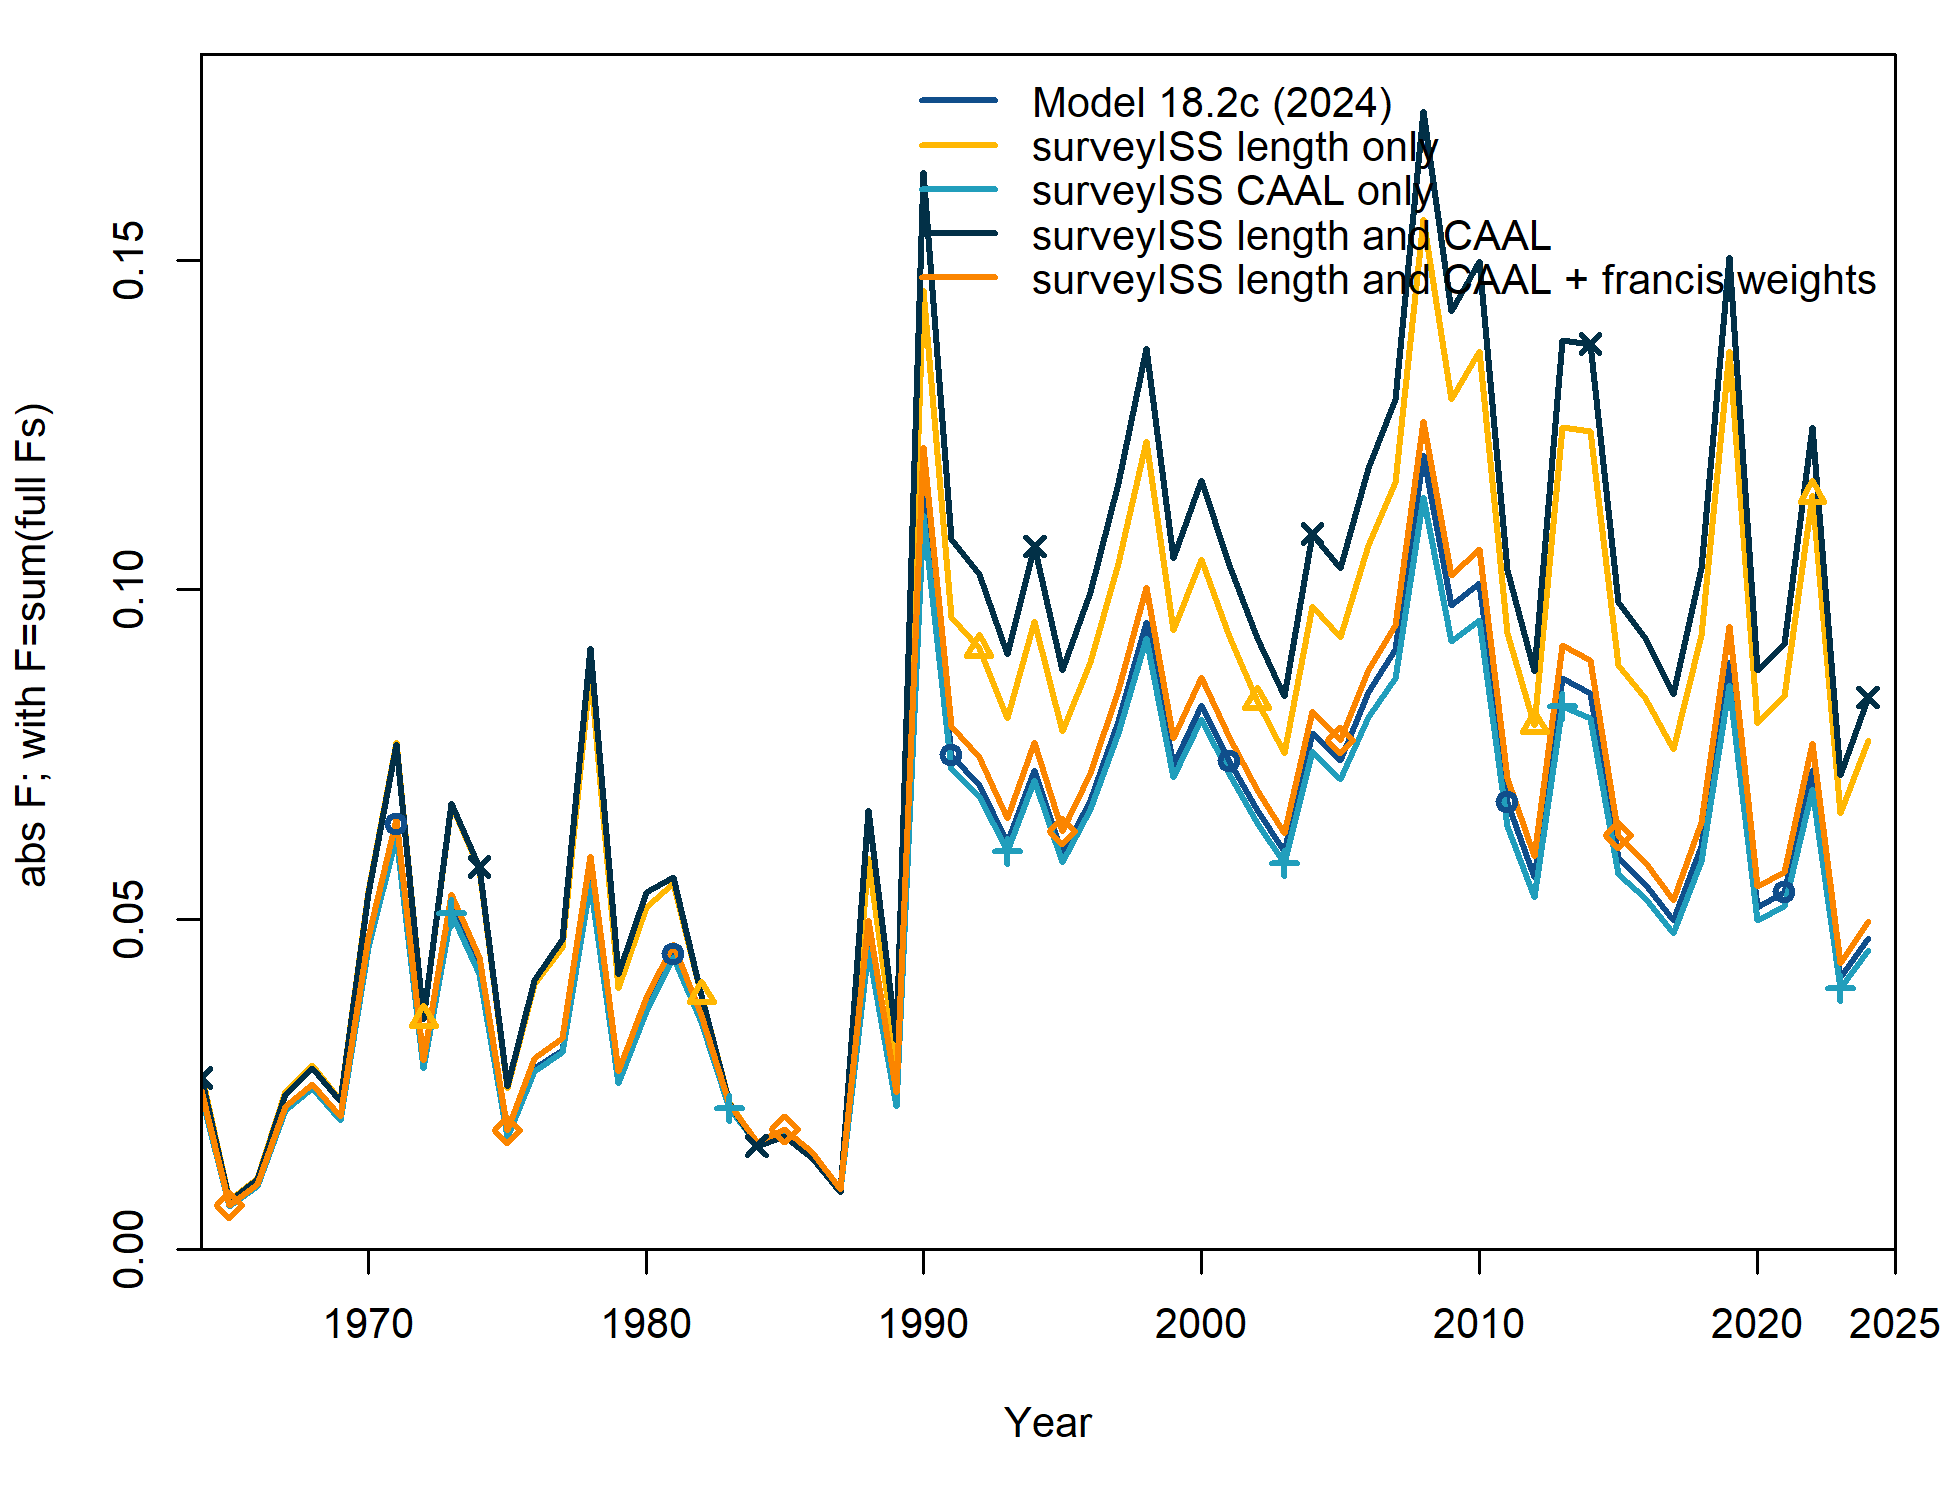 Model 18.2c (2024)
surveyISS length only
surveyISS CAAL only
surveyISS length and CAAL
surveyISS length and CAAL + francis weights
abs F; with F=sum(full Fs)
0.15
0.10
0.05
0.00
1970 1980 1990 2000 2010 2020 2025
Year